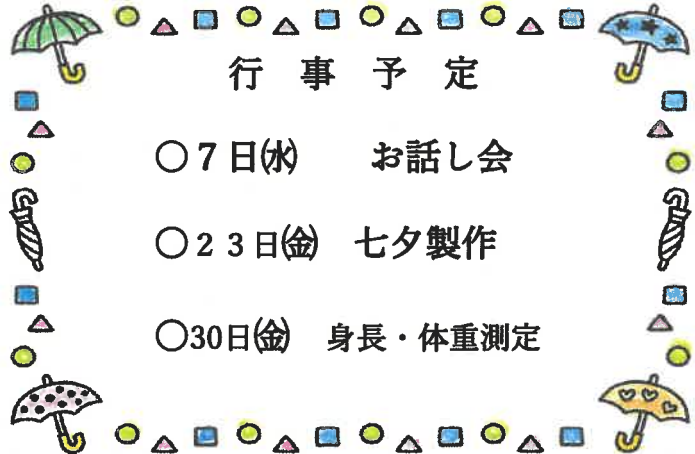 行 事 予 定
○7日㈬ お話し会
○２３日㈮ 七夕製作
○30日㈮ 身長・体重測定